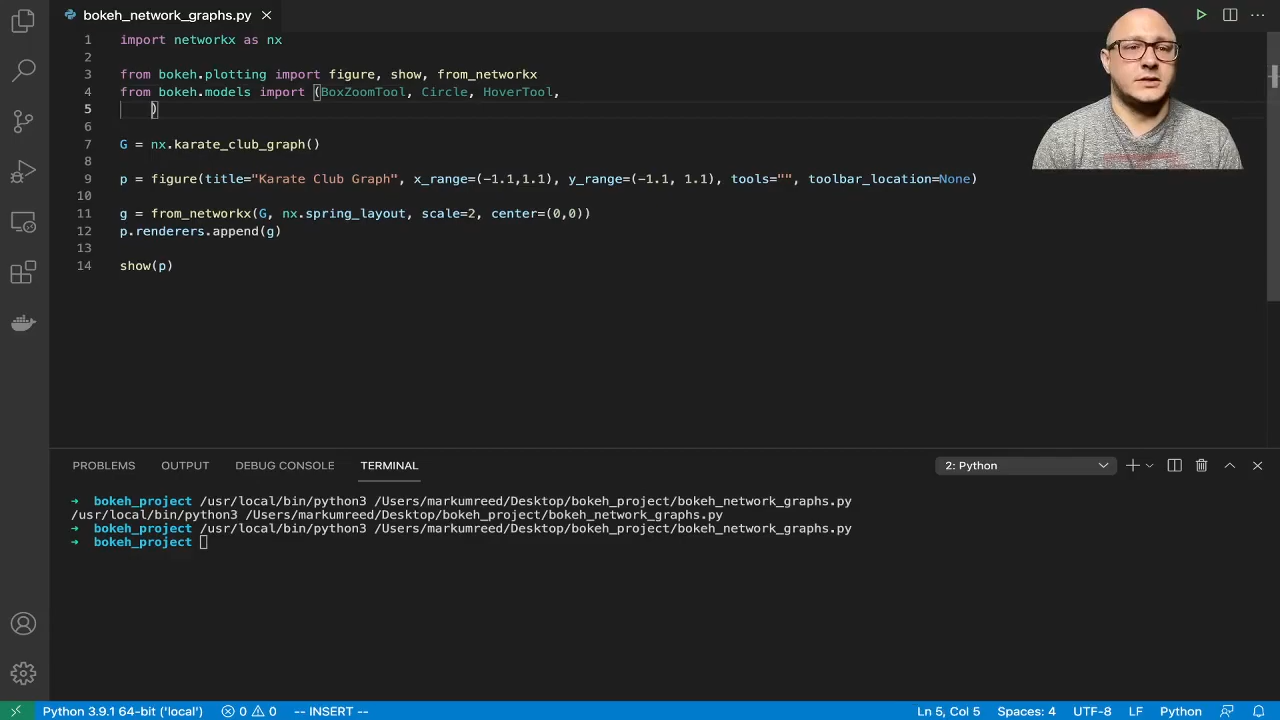 bokeh_network_graphs.py
1 import networkx as nx
2
3 from bokeh.plotting import figure, show, from_networkx
4 from bokeh.models import (BoxZoomTool, Circle, HoverTool,
5     )
6
7 G = nx.karate_club_graph()
8
9 p = figure(title="Karate Club Graph", x_range=(-1.1,1.1), y_range=(-1.1, 1.1), tools="", toolbar_location=None)
10
11 g = from_networkx(G, nx.spring_layout, scale=2, center=(0,0))
12 p.renderers.append(g)
13
14 show(p)
PROBLEMS OUTPUT DEBUG CONSOLE TERMINAL 2: Python
➜ bokeh_project /usr/local/bin/python3 /Users/markumreed/Desktop/bokeh_project/bokeh_network_graphs.py
/usr/local/bin/python3 /Users/markumreed/Desktop/bokeh_project/bokeh_network_graphs.py
➜ bokeh_project /usr/local/bin/python3 /Users/markumreed/Desktop/bokeh_project/bokeh_network_graphs.py
➜ bokeh_project
Python 3.9.1 64-bit ('local') 0 0 -- INSERT -- Ln 5, Col 5 Spaces: 4 UTF-8 LF Python